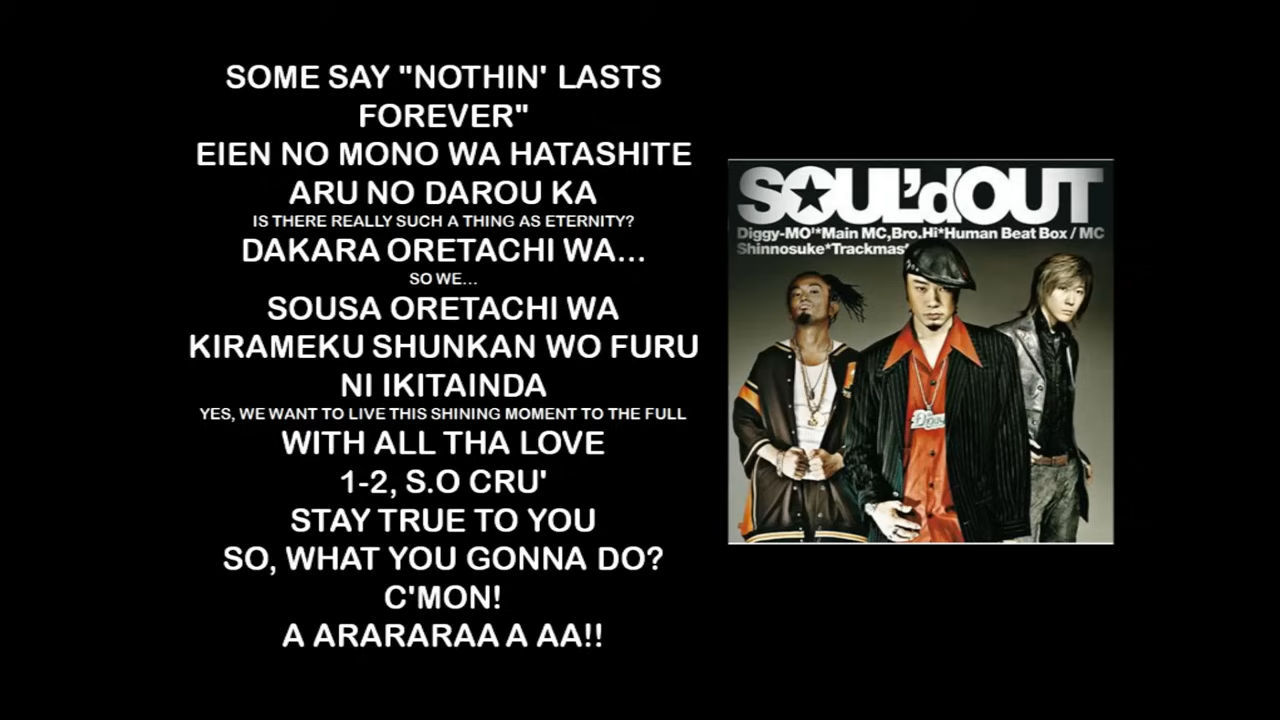 SOME SAY "NOTHIN' LASTS
FOREVER"
EIEN NO MONO WA HATASHITE
ARU NO DAROU KA
IS THERE REALLY SUCH A THING AS ETERNITY?
DAKARA ORETACHI WA...
SO WE...
SOUSA ORETACHI WA
KIRAMEKU SHUNKAN WO FURU
NI IKITAINDA
YES, WE WANT TO LIVE THIS SHINING MOMENT TO THE FULL
WITH ALL THA LOVE
1-2, S.O CRU'
STAY TRUE TO YOU
SO, WHAT YOU GONNA DO?
C'MON!
A ARARARAA A AA!!
SOUL'dOUT
Diggy-MO'*Main MC,Bro.Hi*Human Beat Box / MC
Shinnosuke*Trackmast